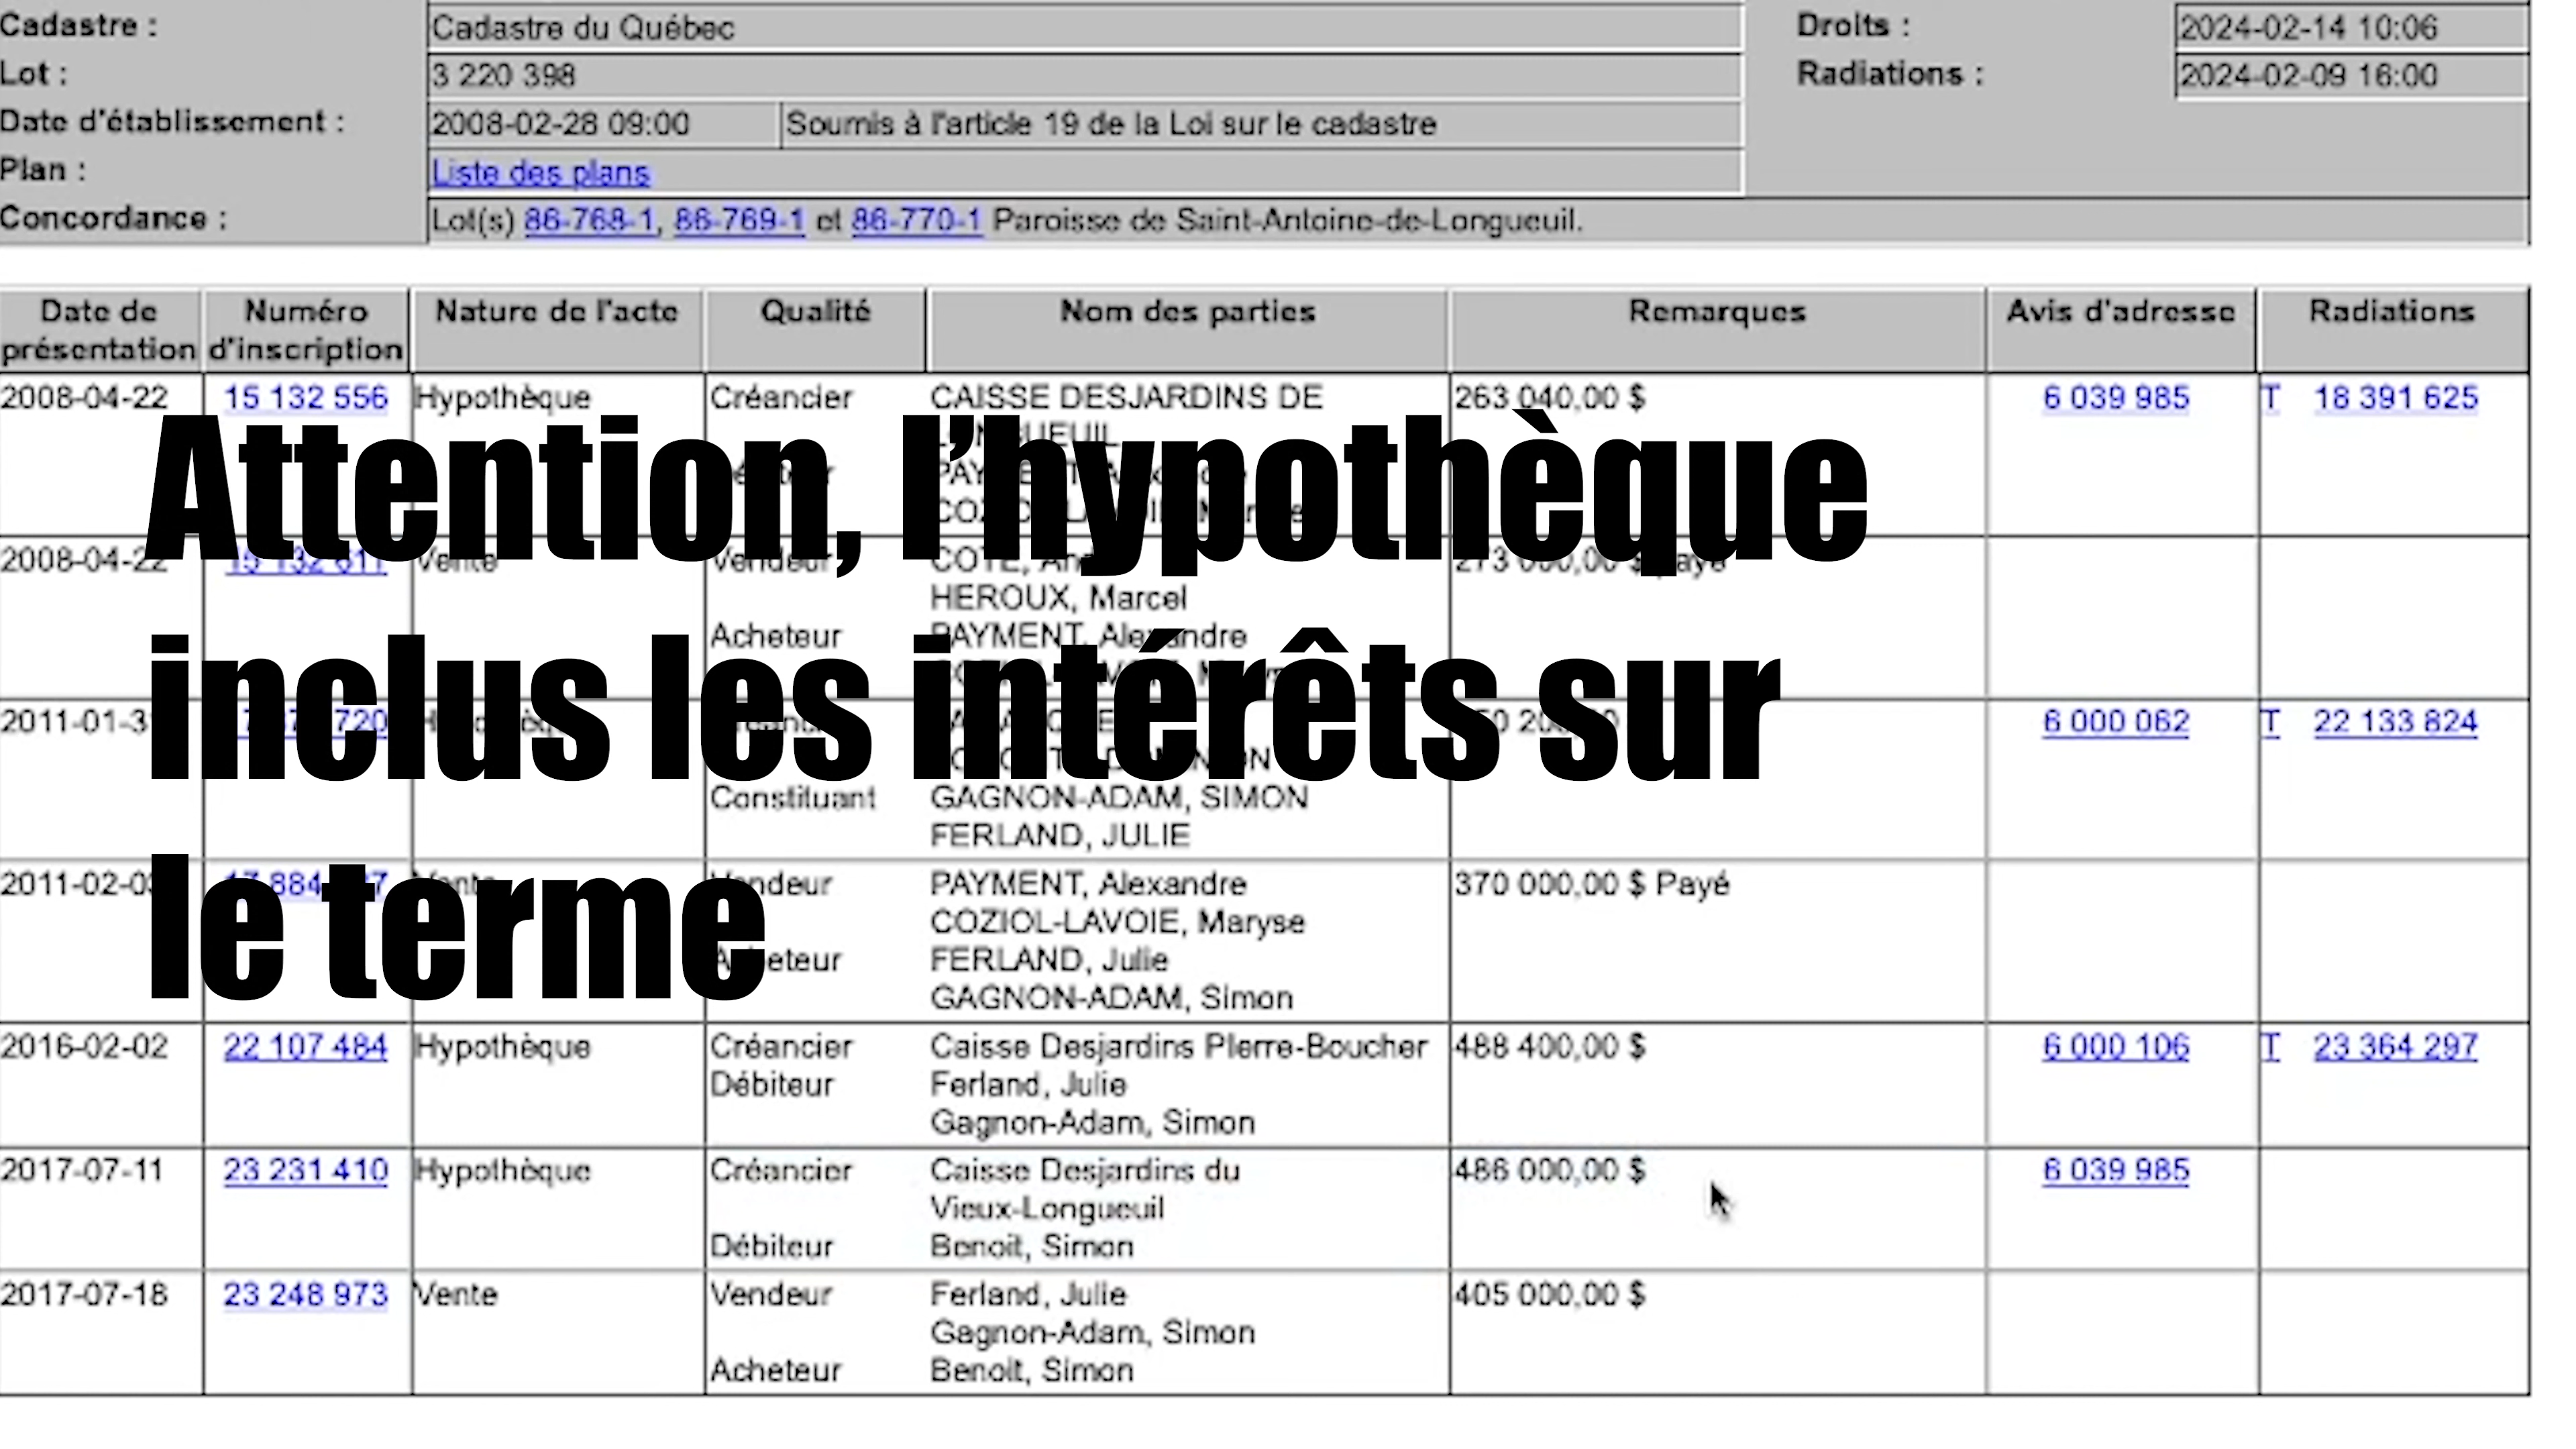 Cadastre : Cadastre du Québec Droits : 2024-02-14 10:06
Lot : 3 220 398 Radiations : 2024-02-09 16:00
Date d'établissement : 2008-02-28 09:00 Soumis à l'article 19 de la Loi sur le cadastre
Plan : Liste des plans
Concordance : Lot(s) 86-768-1, 86-769-1 et 86-770-1 Paroisse de Saint-Antoine-de-Longueuil.
Date de Numéro Nature de l'acte Qualité Nom des parties Remarques Avis d'adresse Radiations
présentation d'inscription
2008-04-22 15 132 556 Hypothèque Créancier CAISSE DESJARDINS DE 263 040,00 $ 6 039 985 T 18 391 625
Attention, l'hypothèque
2008-04-22 Vente Vendeur
HEROUX, Marcel
Acheteur PAYMENT, Alexandre
inclus les intérêts sur
6 000 062 T 22 133 824
Constituant GAGNON-ADAM, SIMON
FERLAND, JULIE
Vendeur PAYMENT, Alexandre 370 000,00 $ Payé
COZIOL-LAVOIE, Maryse
le terme
Acheteur FERLAND, Julie
GAGNON-ADAM, Simon
2016-02-02 22 107 484 Hypothèque Créancier Caisse Desjardins PIerre-Boucher 488 400,00 $ 6 000 106 T 23 364 297
Débiteur Ferland, Julie
Gagnon-Adam, Simon
2017-07-11 23 231 410 Hypothèque Créancier Caisse Desjardins du 486 000,00 $ 6 039 985
Vieux-Longueuil
Débiteur Benoit, Simon
2017-07-18 23 248 973 Vente Vendeur Ferland, Julie 405 000,00 $
Gagnon-Adam, Simon
Acheteur Benoit, Simon